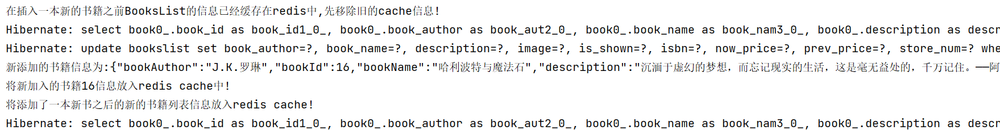 在插入一本新的书籍之前BooksList的信息已经缓存在redis中,先移除旧的cache信息!
Hibernate: select book0_.book_id as book_id1_0_, book0_.book_author as book_aut2_0_, book0_.book_name as book_nam3_0_, book0_.description as descr
Hibernate: update bookslist set book_author=?, book_name=?, description=?, image=?, is_shown=?, isbn=?, now_price=?, prev_price=?, store_num=? whe
新添加的书籍信息为:{"bookAuthor":"J.K.罗琳","bookId":16,"bookName":"哈利波特与魔法石","description":"沉湎于虚幻的梦想，而忘记现实的生活，这是毫无益处的，千万记住。——阿
将新加入的书籍16信息放入redis cache中!
将添加了一本新书之后的新的书籍列表信息放入redis cache!
Hibernate: select book0_.book_id as book_id1_0_, book0_.book_author as book_aut2_0_, book0_.book_name as book_nam3_0_, book0_.description as descr